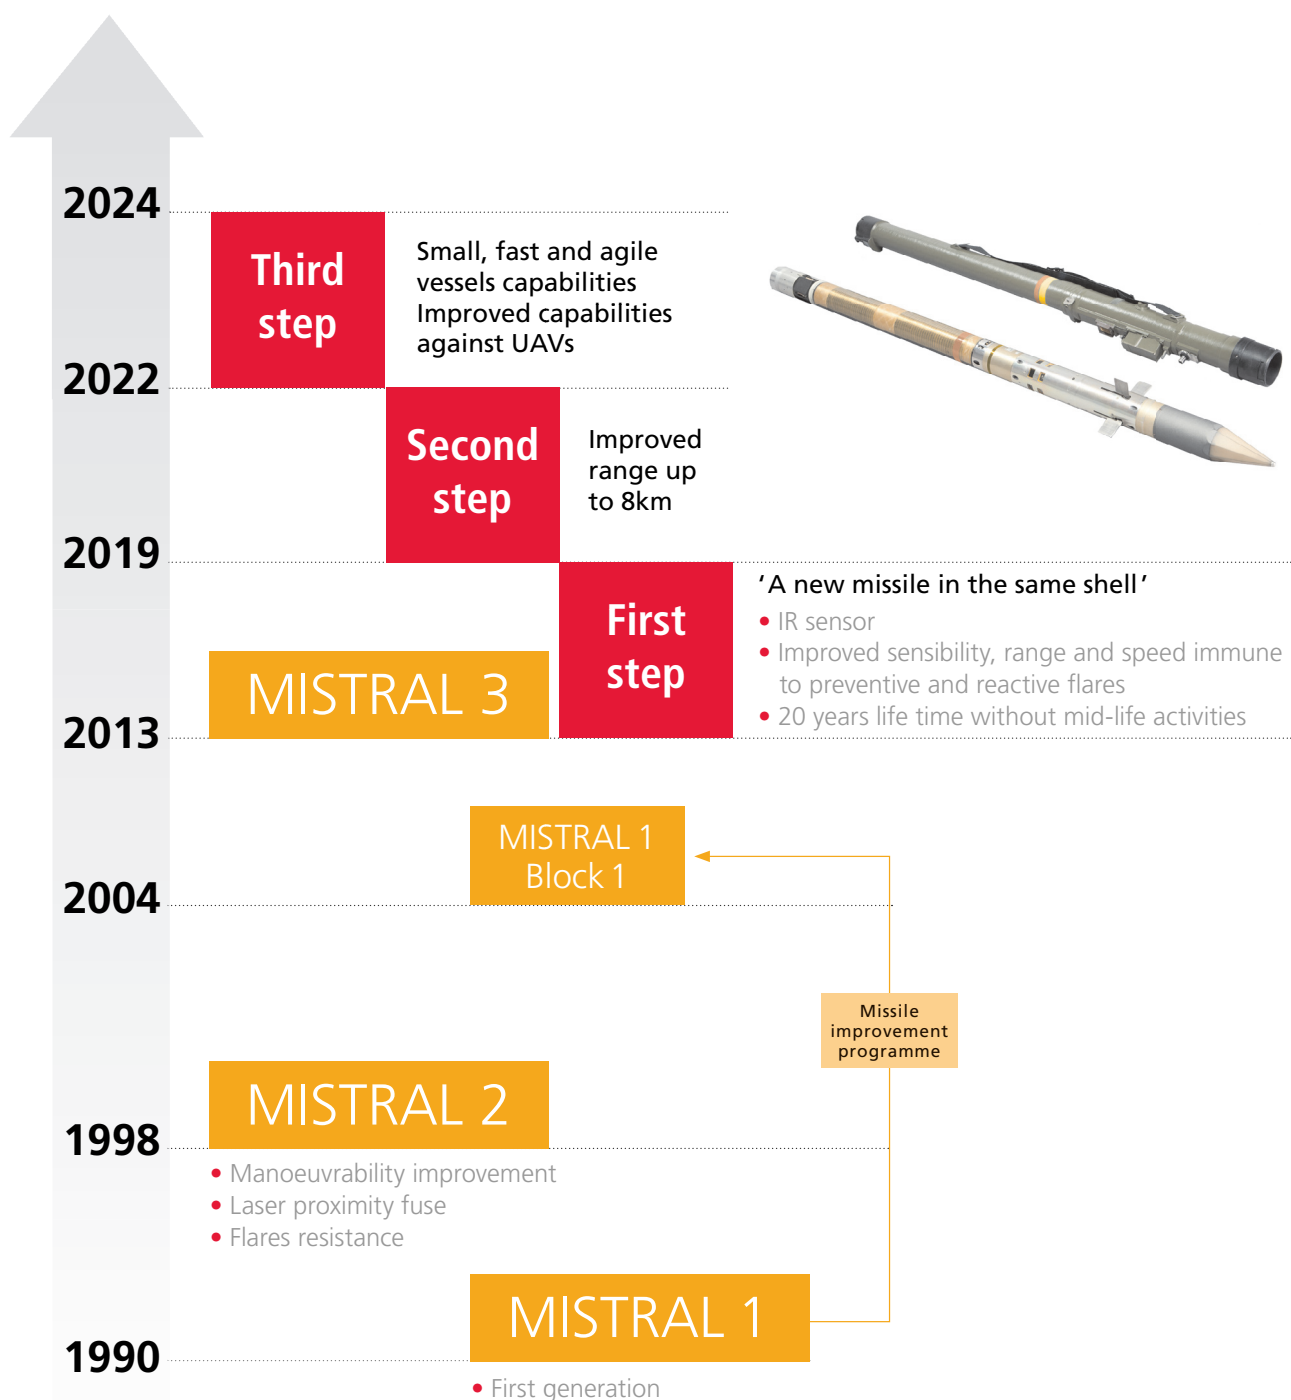 2024
Third
step
Small, fast and agile
vessels capabilities
Improved capabilities
against UAVs
2022
Second
step
Improved
range up
to 8km
2019
First
step
'A new missile in the same shell'
• IR sensor
• Improved sensibility, range and speed immune
to preventive and reactive flares
• 20 years life time without mid-life activities
MISTRAL 3
2013
MISTRAL 1
Block 1
2004
Missile
improvement
programme
MISTRAL 2
1998
• Manoeuvrability improvement
• Laser proximity fuse
• Flares resistance
MISTRAL 1
1990
• First generation